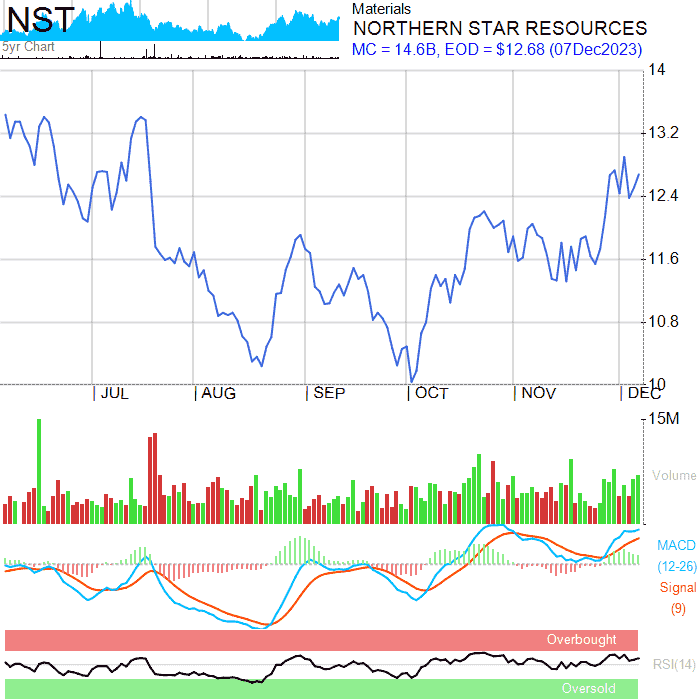 NST
5yr Chart
Materials
NORTHERN STAR RESOURCES
MC = 14.6B, EOD = $12.68 (07Dec2023)
14
13.2
12.4
11.6
10.8
10
JUL AUG SEP OCT NOV DEC
15M
Volume
MACD
(12-26)
Signal
(9)
Overbought
RSI(14)
Oversold